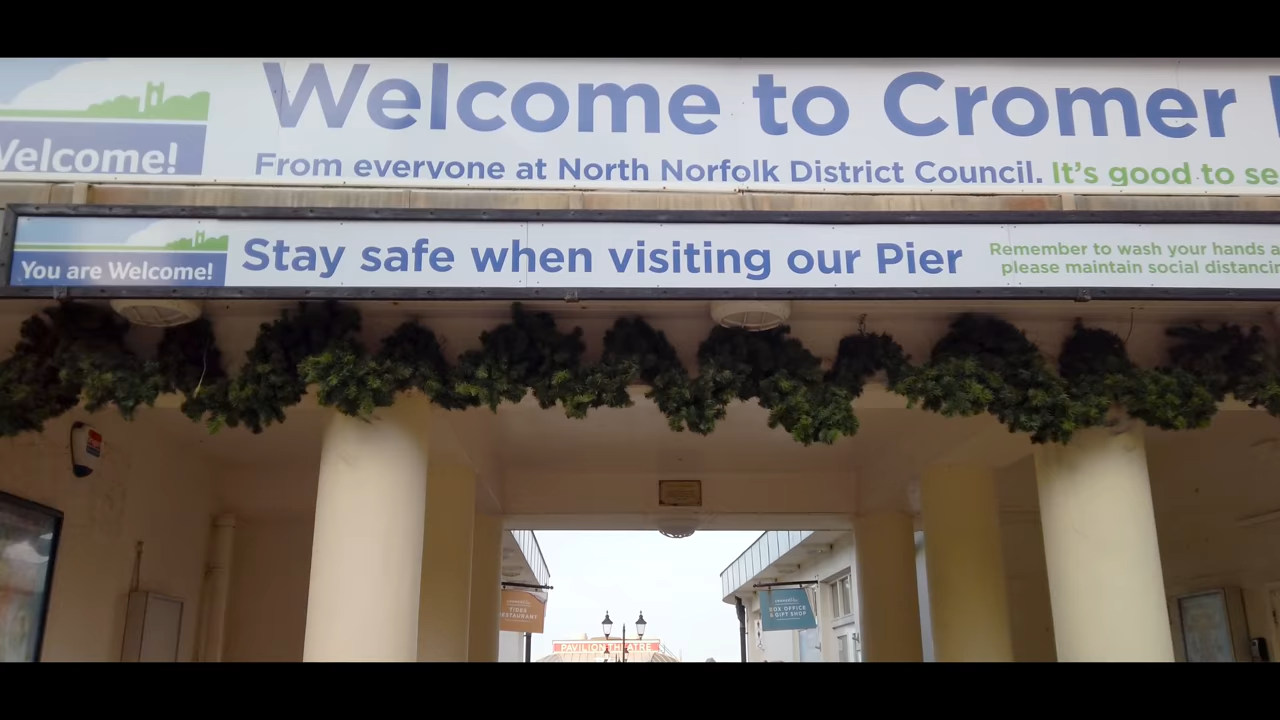 Welcome to Cromer
Welcome!
From everyone at North Norfolk District Council. It's good to se
You are Welcome!
Stay safe when visiting our Pier
Remember to wash your hands a
please maintain social distancin
TIDES
RESTAURANT
BOX OFFICE
& GIFT SHOP
PAVILION THEATRE